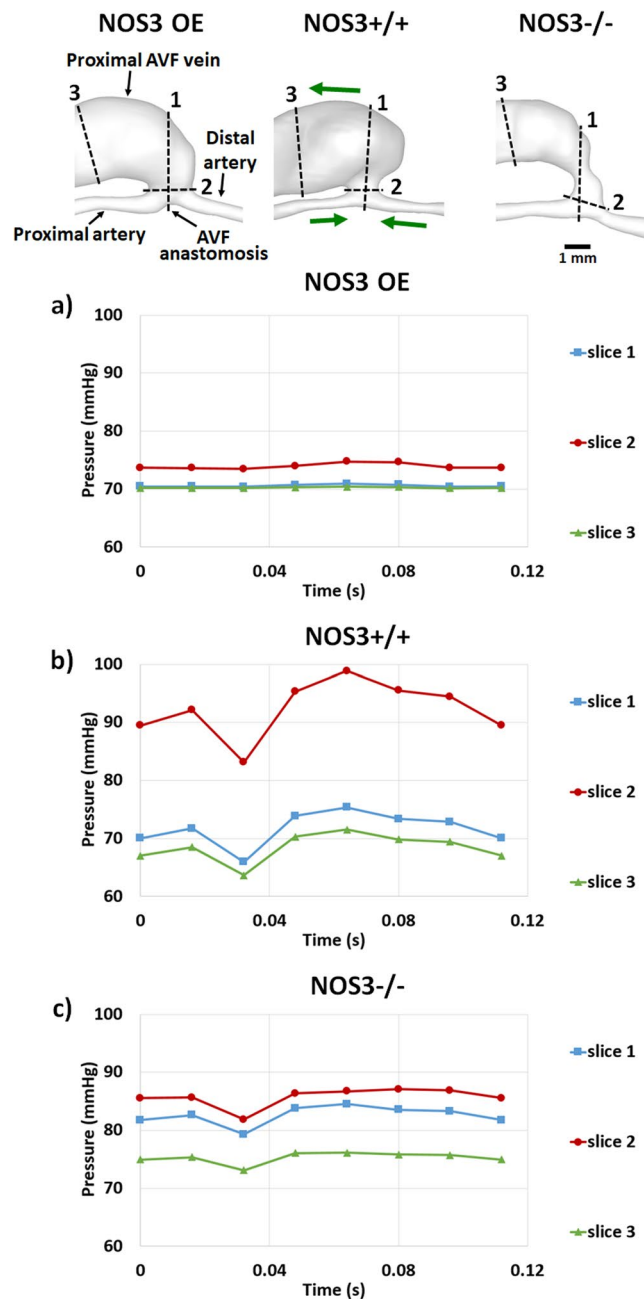 NOS3 OE NOS3+/+ NOS3-/-
Proximal AVF vein
3 1 3 1 1
3
Distal
artery
2 2 2
Proximal artery AVF
anastomosis
1 mm
NOS3 OE
a)
100
90
80
70
60
Pressure (mmHg)
0 0.04 0.08 0.12
Time (s)
slice 1
slice 2
slice 3
NOS3+/+
b)
100
90
80
70
60
Pressure (mmHg)
0 0.04 0.08 0.12
Time (s)
slice 1
slice 2
slice 3
NOS3-/-
c)
100
90
80
70
60
Pressure (mmHg)
0 0.04 0.08 0.12
Time (s)
slice 1
slice 2
slice 3